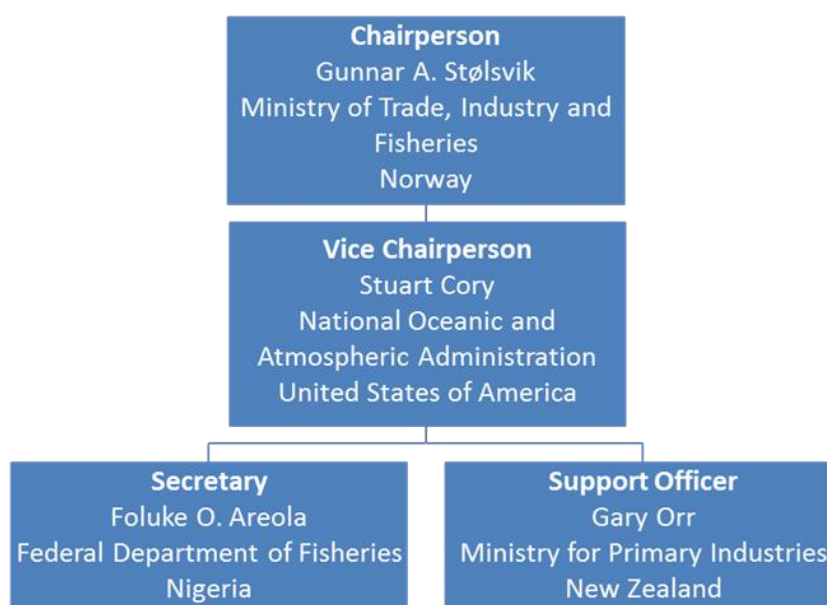 Chairperson
Gunnar A. Stølsvik
Ministry of Trade, Industry and
Fisheries
Norway
Vice Chairperson
Stuart Cory
National Oceanic and
Atmospheric Administration
United States of America
Secretary
Foluke O. Areola
Federal Department of Fisheries
Nigeria
Support Officer
Gary Orr
Ministry for Primary Industries
New Zealand